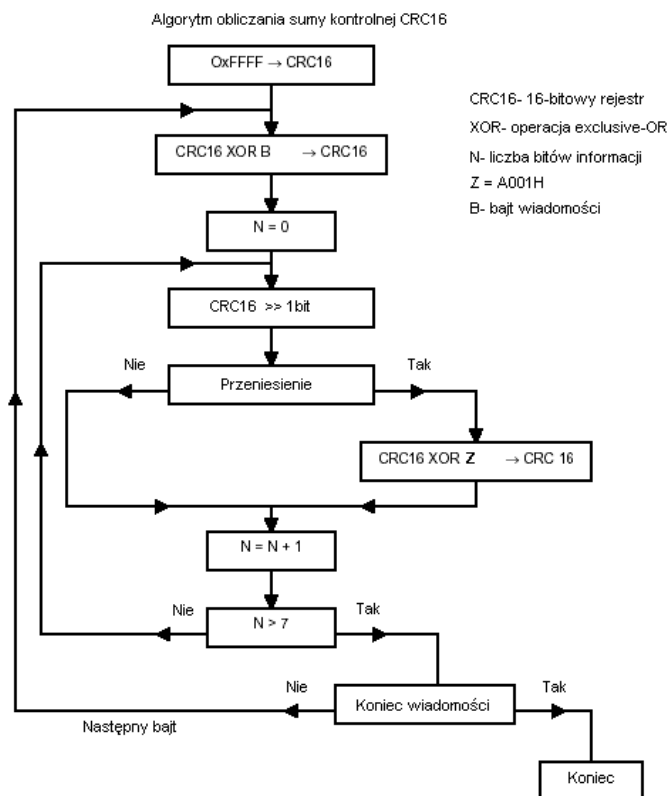 Algorytm obliczania sumy kontrolnej CRC16
OxFFFF → CRC16
CRC16- 16-bitowy rejestr
XOR- operacja exclusive-OR
N- liczba bitów informacji
Z = A001H
B- bajt wiadomości
CRC16 XOR B → CRC16
N = 0
CRC16 >> 1bit
Nie
Tak
Przeniesienie
CRC16 XOR Z → CRC 16
N = N + 1
Nie
Tak
N > 7
Nie
Tak
Koniec wiadomości
Następny bajt
Koniec